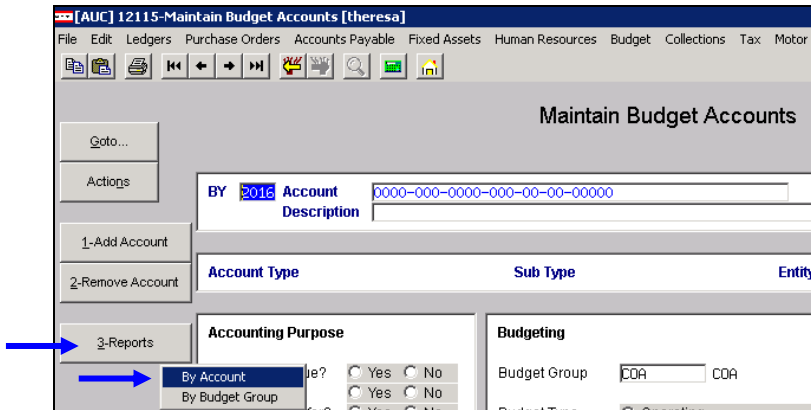 [AUC] 12115-Maintain Budget Accounts [theresa]
File Edit Ledgers Purchase Orders Accounts Payable Fixed Assets Human Resources Budget Collections Tax Motor
Maintain Budget Accounts
Goto...
Actions
BY 2016 Account 0000-000-0000-000-00-00-00000
Description
1-Add Account
2-Remove Account
Account Type Sub Type Entity
3-Reports
Accounting Purpose Budgeting
Yes No Budget Group COA COA
By Account
Yes No
By Budget Group
Yes No Budget Type Operating